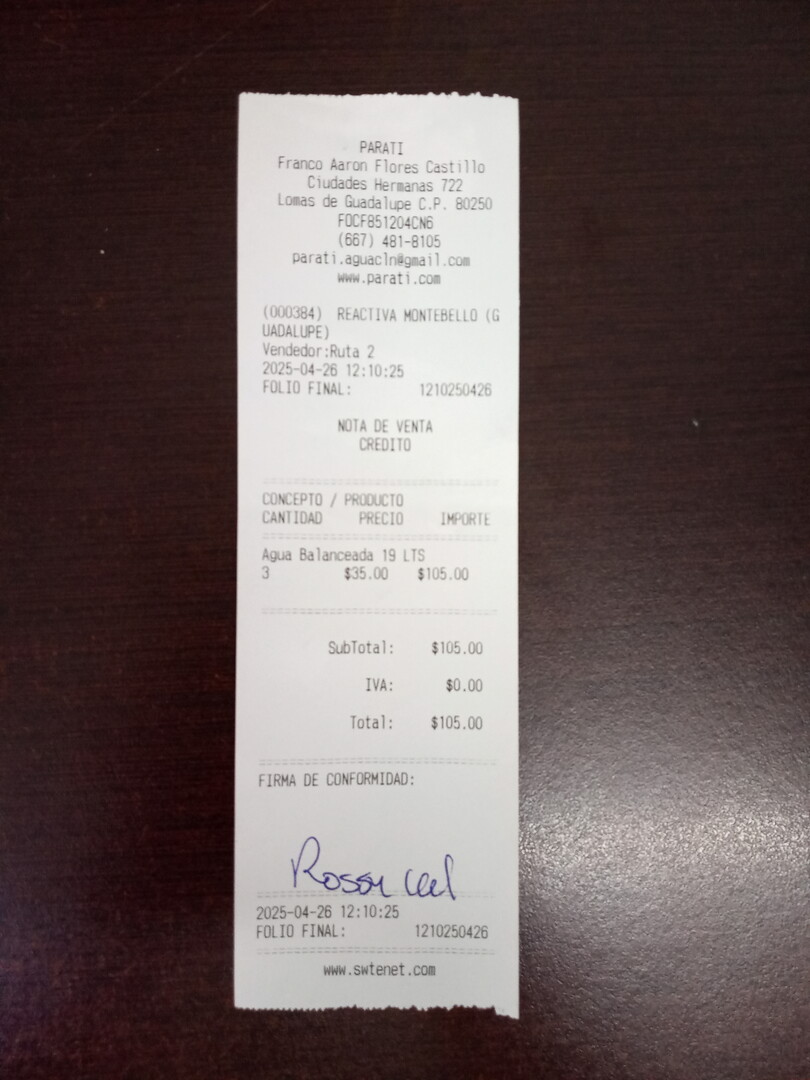 PARATI
Franco Aaron Flores Castillo
Ciudades Hermanas 722
Lomas de Guadalupe C.P. 80250
FOCF851204CN6
(667) 481-8105
parati.aguacln@gmail.com
www.parati.com
(000384) REACTIVA MONTEBELLO (G
UADALUPE)
Vendedor:Ruta 2
2025-04-26 12:10:25
FOLIO FINAL: 1210250426
NOTA DE VENTA
CREDITO
CONCEPTO / PRODUCTO
CANTIDAD PRECIO IMPORTE
Agua Balanceada 19 LTS
3 $35.00 $105.00
SubTotal: $105.00
IVA: $0.00
Total: $105.00
FIRMA DE CONFORMIDAD:
Rossy
2025-04-26 12:10:25
FOLIO FINAL: 1210250426
www.swtenet.com